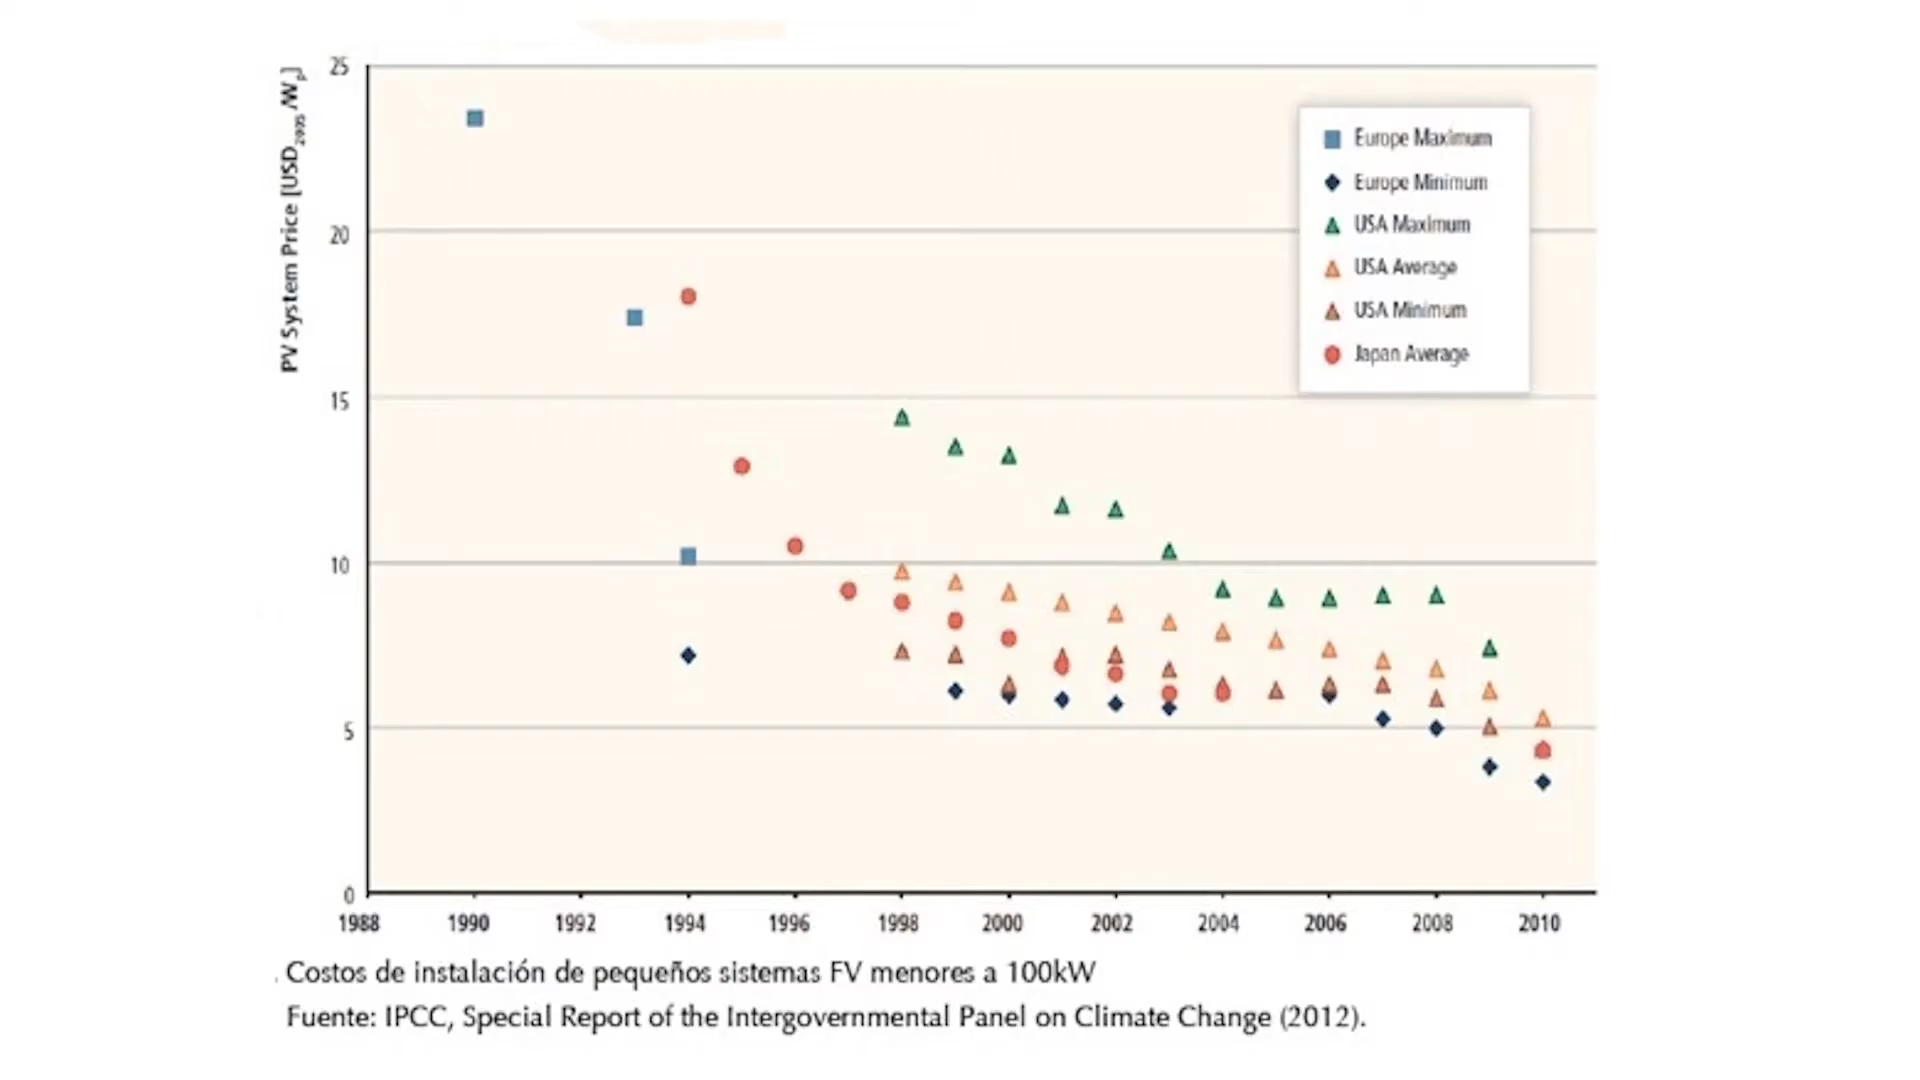 PV System Price [USD2005/Wp]
25
20
15
10
5
0
1988 1990 1992 1994 1996 1998 2000 2002 2004 2006 2008 2010
Europe Maximum
Europe Minimum
USA Maximum
USA Average
USA Minimum
Japan Average
. Costos de instalación de pequeños sistemas FV menores a 100kW
Fuente: IPCC, Special Report of the Intergovernmental Panel on Climate Change (2012).